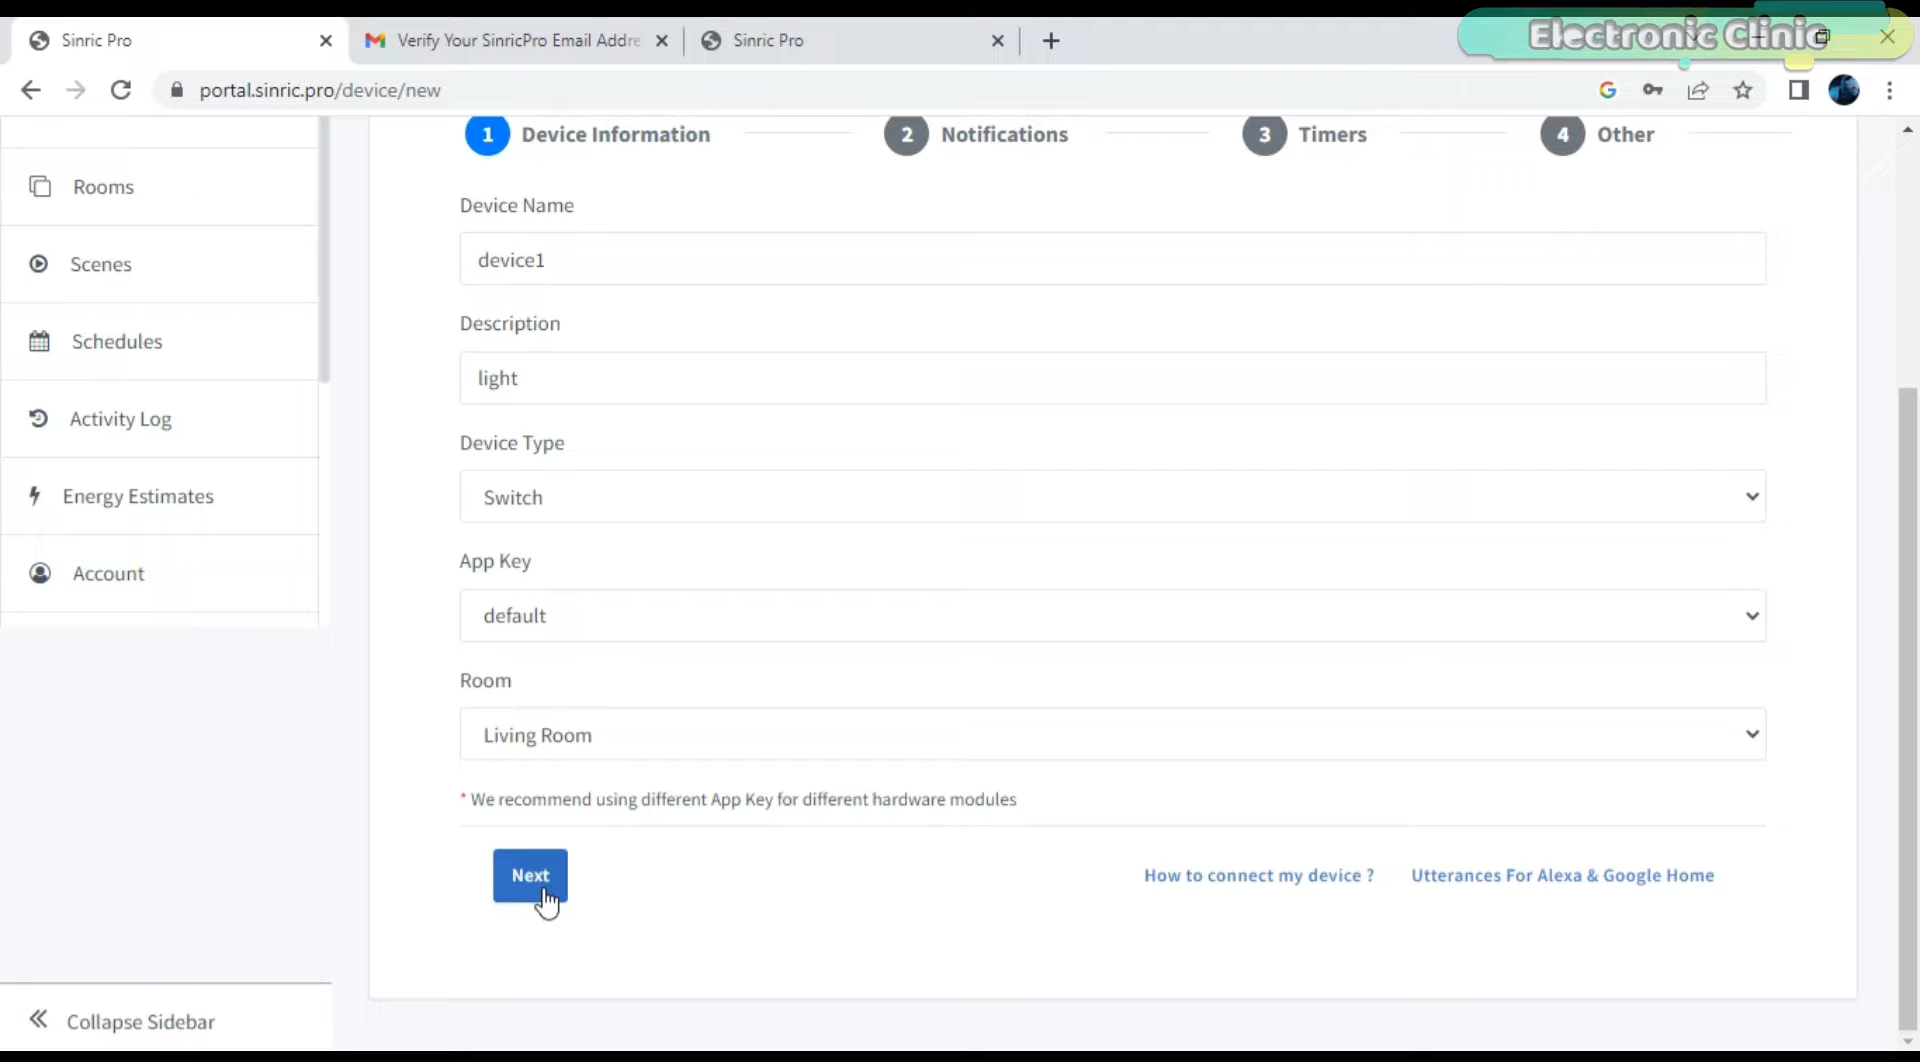 Sinric Pro
Verify Your SinricPro Email Addre
Sinric Pro
Electronic Clinic
portal.sinric.pro/device/new
1 Device Information
2 Notifications
3 Timers
4 Other
Rooms
Scenes
Schedules
Activity Log
Energy Estimates
Account
Collapse Sidebar
Device Name
device1
Description
light
Device Type
Switch
App Key
default
Room
Living Room
* We recommend using different App Key for different hardware modules
Next
How to connect my device ?
Utterances For Alexa & Google Home